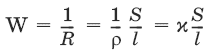 W = 1/R = 1/ρ S/l = ϰ S/l